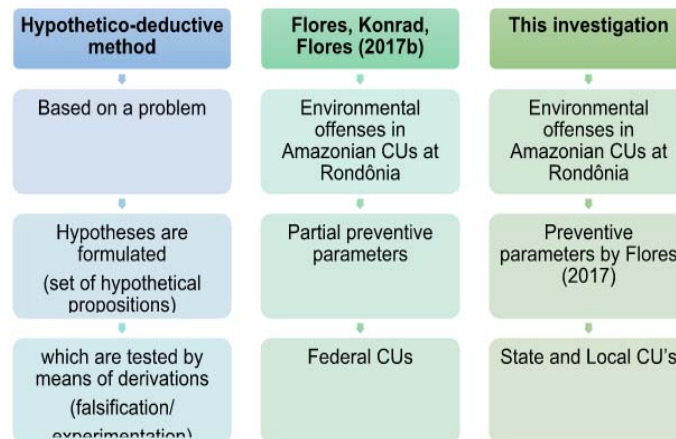 Hypothetico-deductive
method
Based on a problem
Hypotheses are
formulated
(set of hypothetical
propositions)
which are tested by
means of derivations
(falsification/
experimentation)
Flores, Konrad,
Flores (2017b)
Environmental
offenses in
Amazonian CUs at
Rondônia
Partial preventive
parameters
Federal CUs
This investigation
Environmental
offenses in
Amazonian CUs at
Rondônia
Preventive
parameters by Flores
(2017)
State and Local CU's